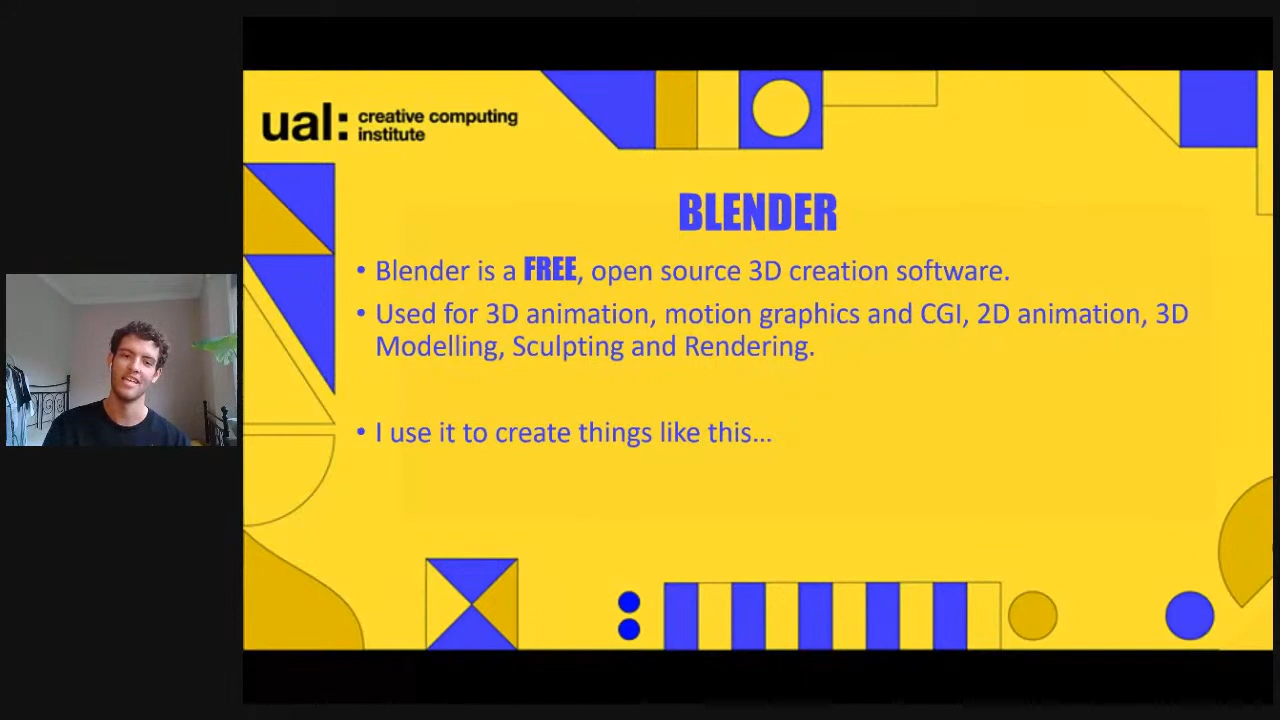 ual: creative computing
institute
BLENDER
• Blender is a FREE, open source 3D creation software.
• Used for 3D animation, motion graphics and CGI, 2D animation, 3D
Modelling, Sculpting and Rendering.
• I use it to create things like this...